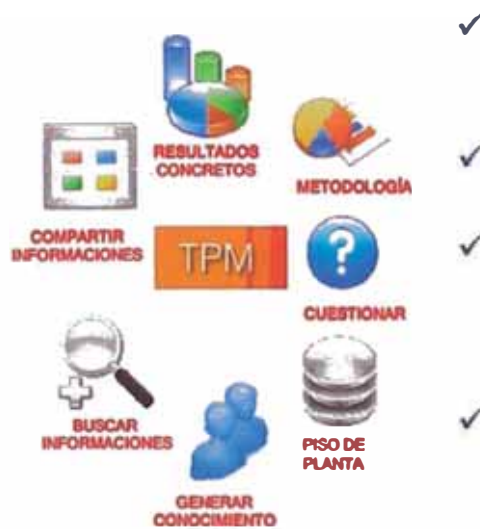 RESULTADOS
CONCRETOS
METODOLOGÍA
COMPARTIR
INFORMACIONES
TPM
?
CUESTIONAR
BUSCAR
INFORMACIONES
PISO DE
PLANTA
GENERAR
CONOCIMIENTO